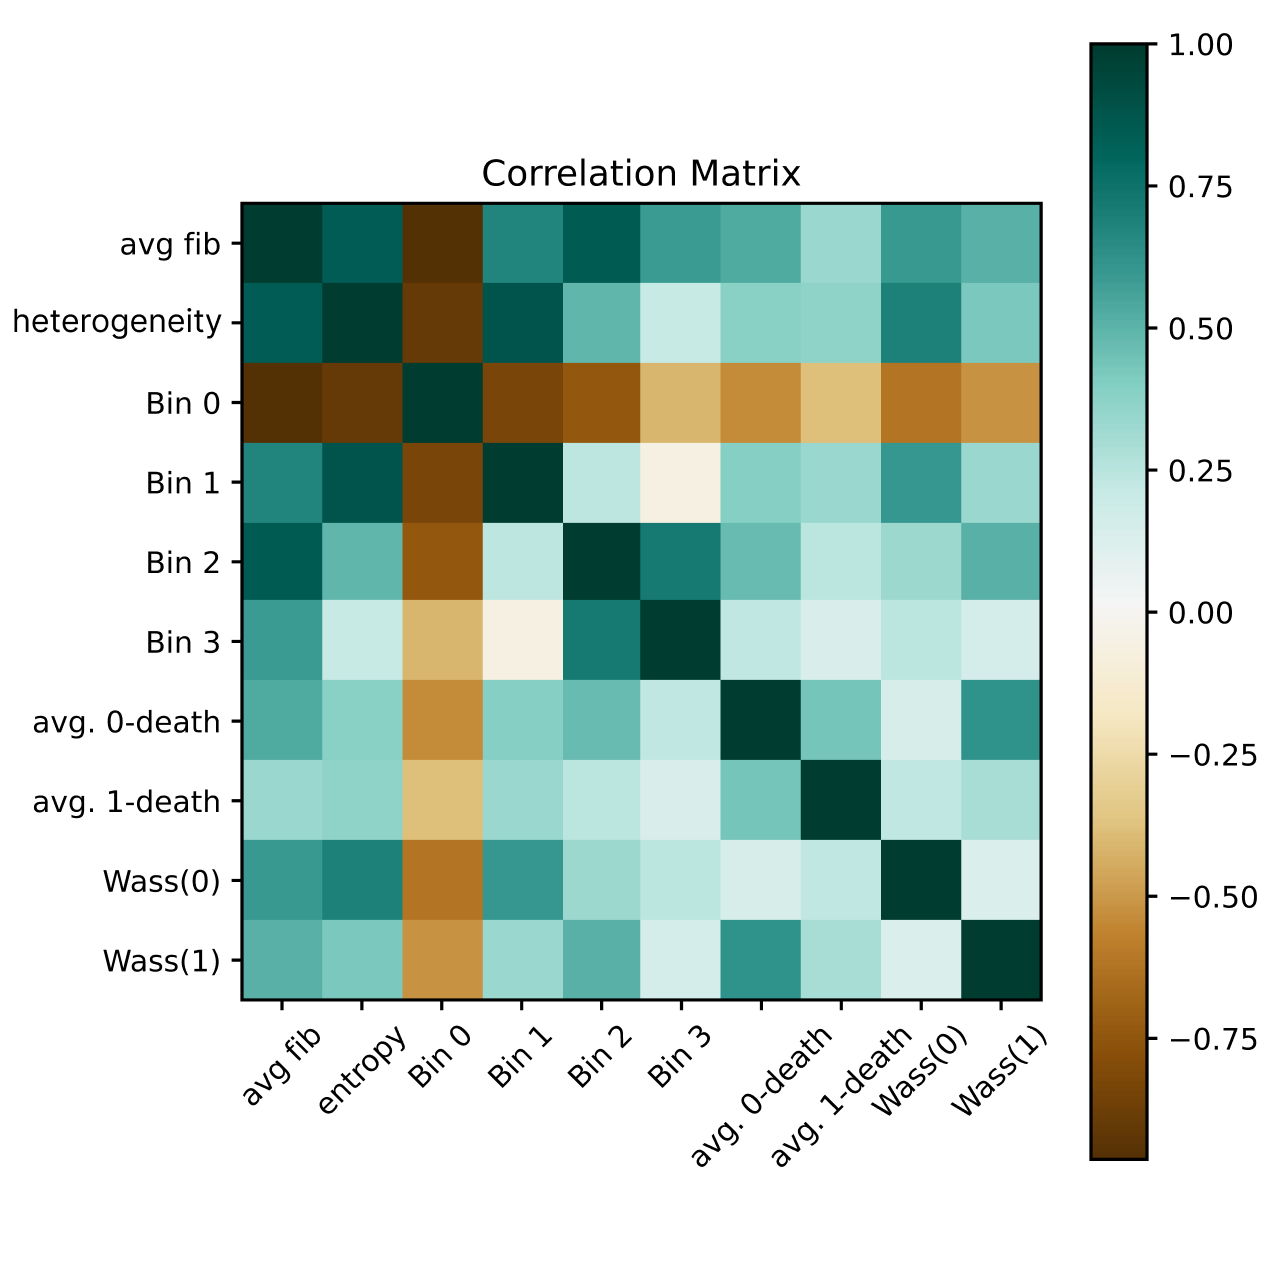 Correlation Matrix
avg fib
heterogeneity
Bin 0
Bin 1
Bin 2
Bin 3
avg. 0-death
avg. 1-death
Wass(0)
Wass(1)
avg fib
entropy
Bin 0
Bin 1
Bin 2
Bin 3
avg. 0-death
avg. 1-death
Wass(0)
Wass(1)
1.00
0.75
0.50
0.25
0.00
−0.25
−0.50
−0.75